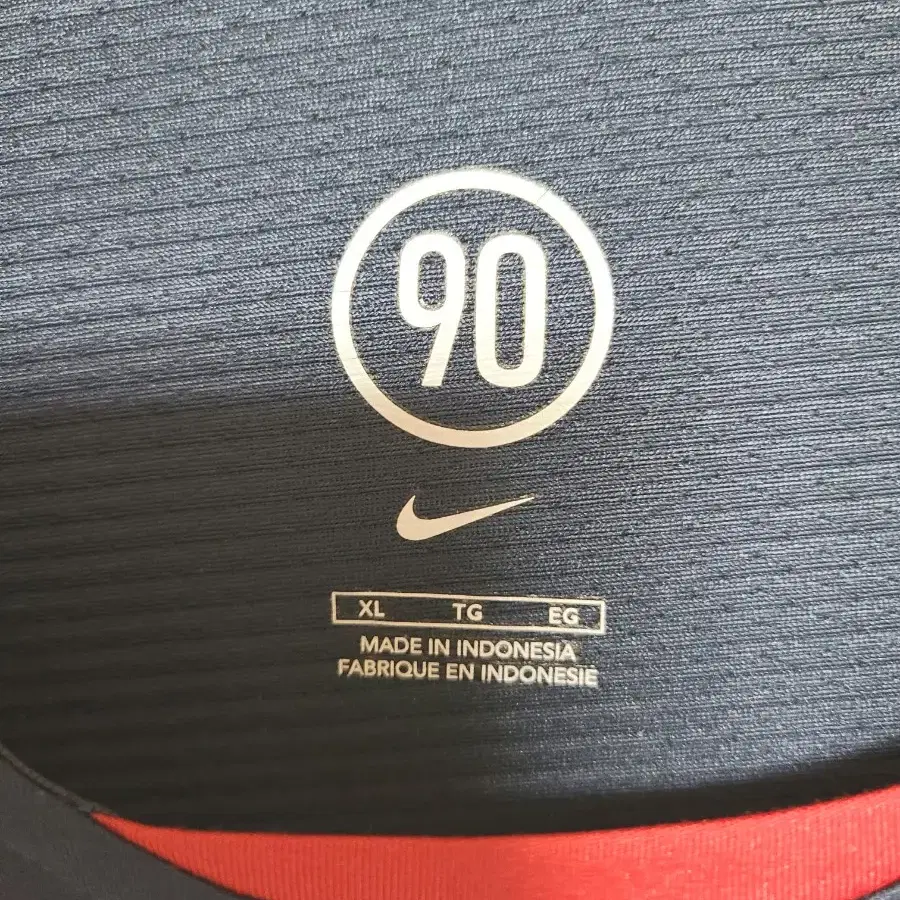 90
XL TG EG
MADE IN INDONESIA
FABRIQUE EN INDONESIE